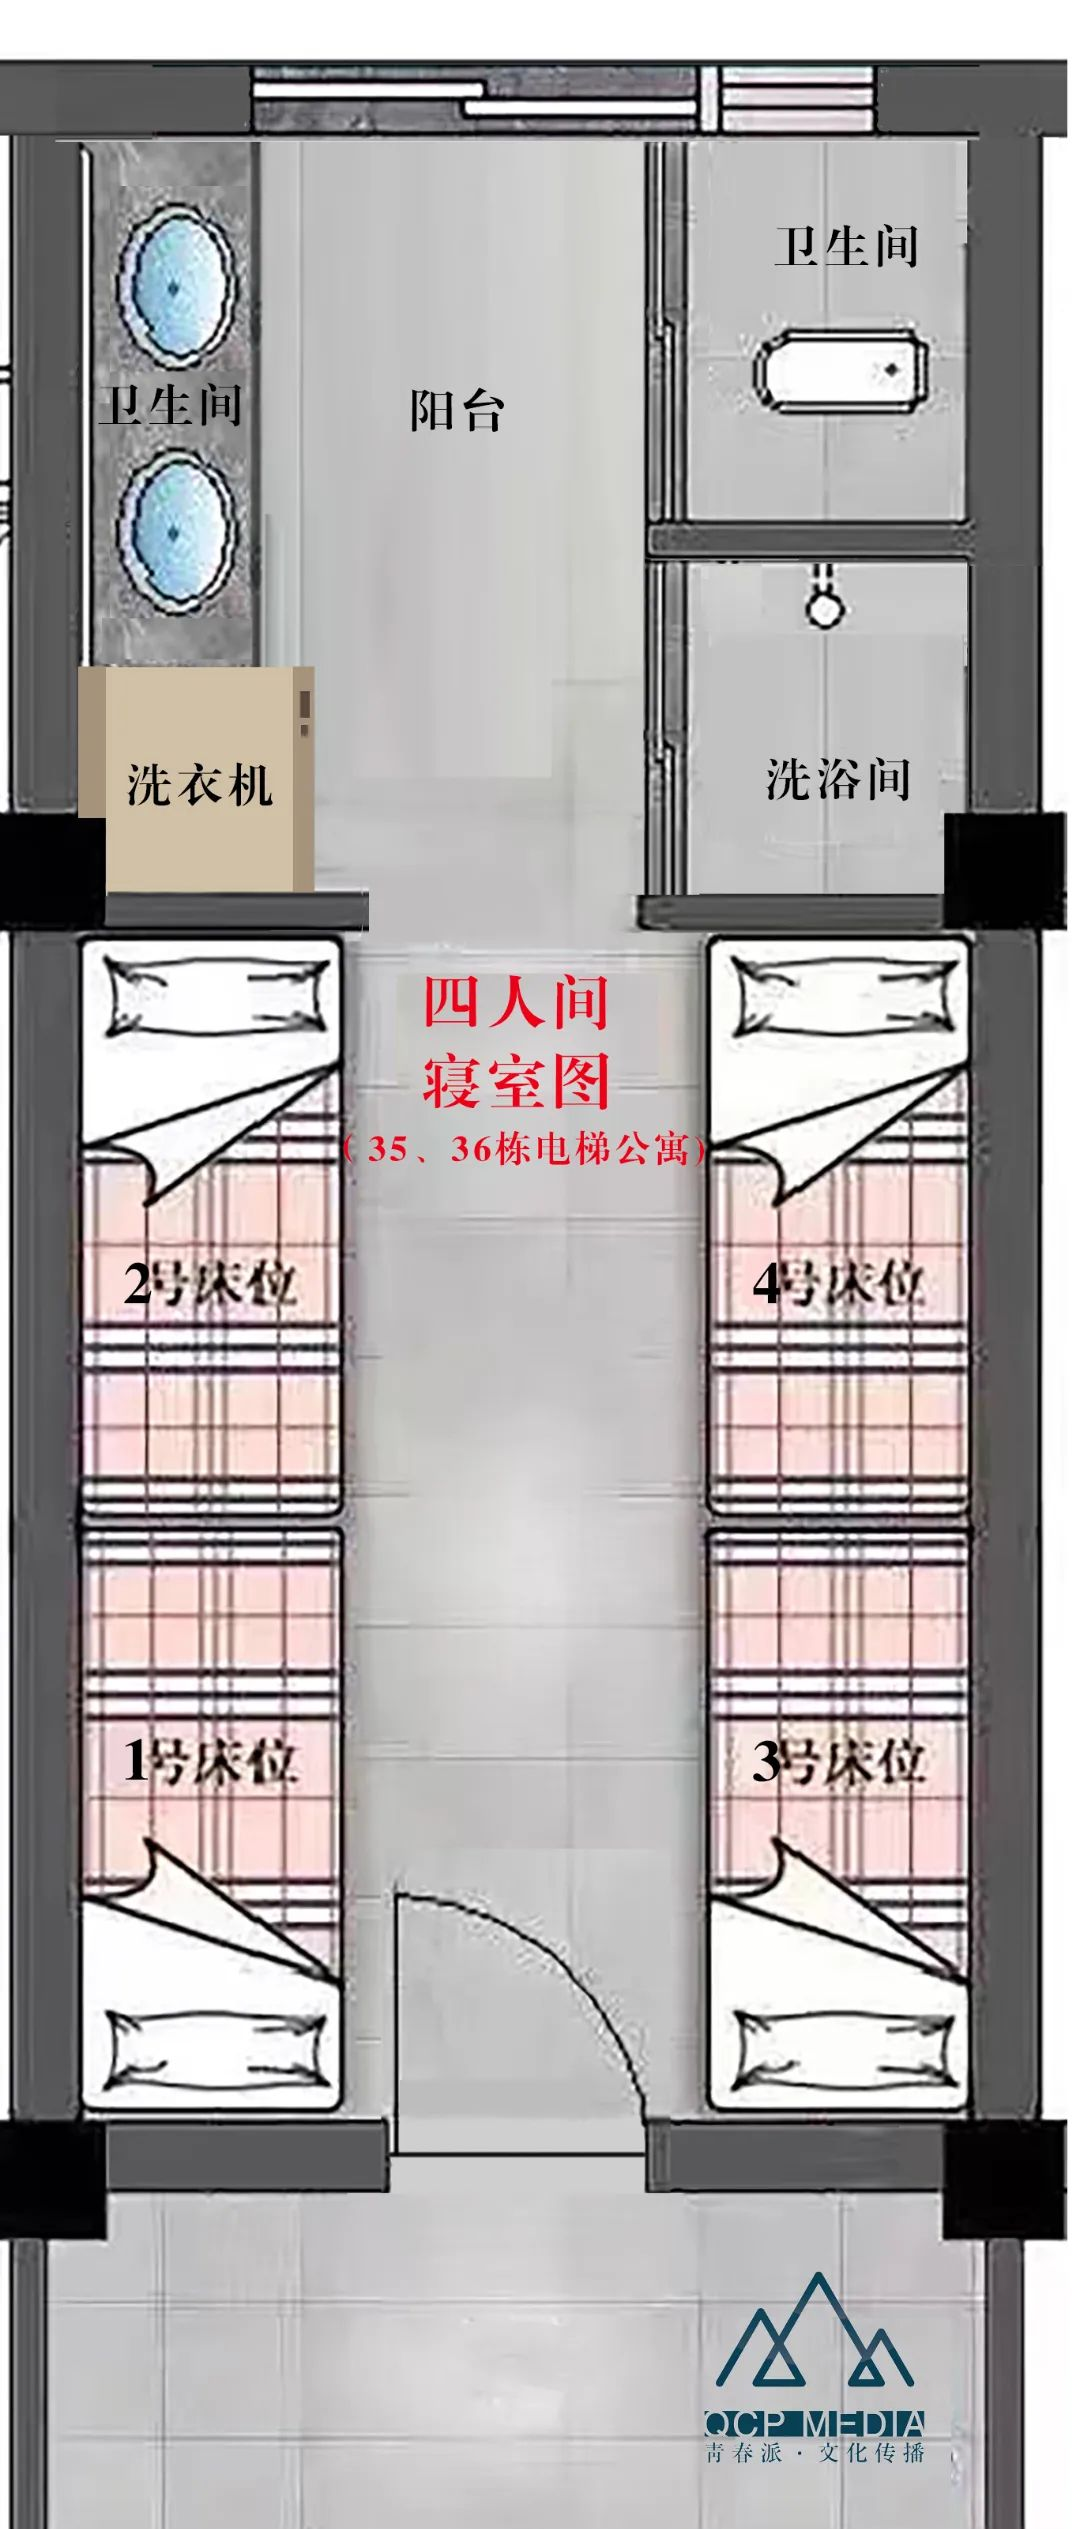 卫生间
卫生间
阳台
洗衣机
洗浴间
四人间
寝室图
（35、36栋电梯公寓）
2号床位
4号床位
1号床位
3号床位
QCP MEDIA
青春派·文化传播